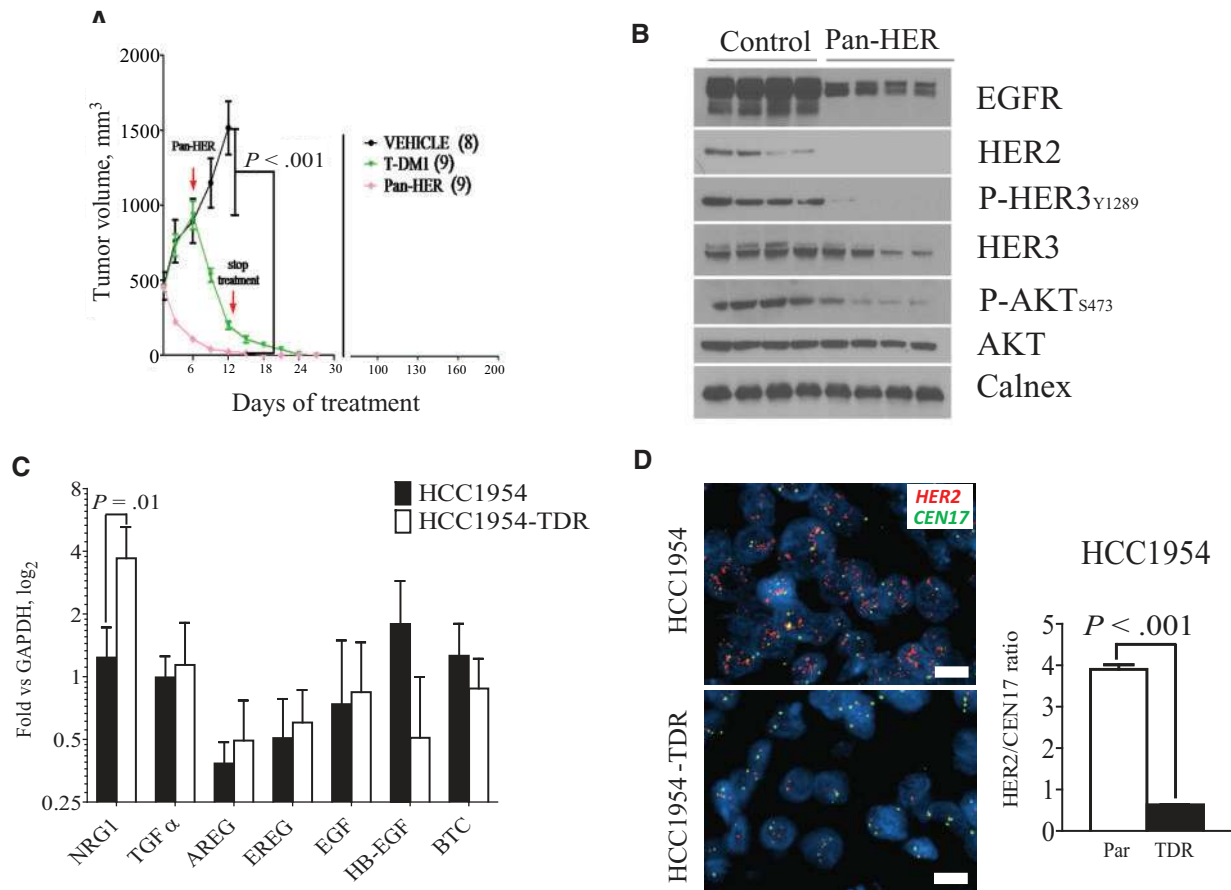 A
2000
1500
1000
500
0
Tumor volume, mm³
Pan-HER
stop
treatment
P < .001
VEHICLE (8)
T-DM1 (9)
Pan-HER (9)
6 12 18 24 30 100 130 160 200
Days of treatment
B
Control Pan-HER
EGFR
HER2
P-HER3Y1289
HER3
P-AKTS473
AKT
Calnex
C
8
4
2
1
0.5
0.25
Fold vs GAPDH, log₂
P = .01
HCC1954
HCC1954-TDR
NRG1 TGFα AREG EREG EGF HB-EGF BTC
D
HER2
CEN17
HCC1954
HCC1954-TDR
HCC1954
P < .001
5
4
3
2
1
0
HER2/CEN17 ratio
Par TDR